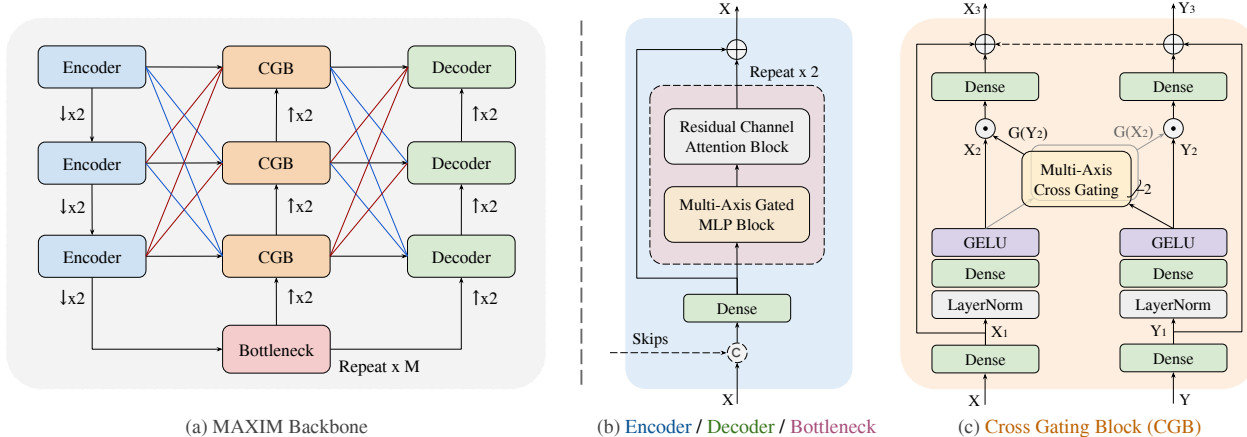 Encoder
CGB
Decoder
↓x2
↑x2
↑x2
Encoder
CGB
Decoder
↓x2
↑x2
↑x2
Encoder
CGB
Decoder
↓x2
↑x2
↑x2
Bottleneck
Repeat x M
(a) MAXIM Backbone
X
Repeat x 2
Residual Channel
Attention Block
Multi-Axis Gated
MLP Block
Dense
Skips
C
X
(b) Encoder / Decoder / Bottleneck
X3
Y3
Dense
Dense
G(Y2)
G(X2)
X2
Y2
Multi-Axis
Cross Gating
2
GELU
GELU
Dense
Dense
LayerNorm
LayerNorm
X1
Y1
Dense
Dense
X
Y
(c) Cross Gating Block (CGB)